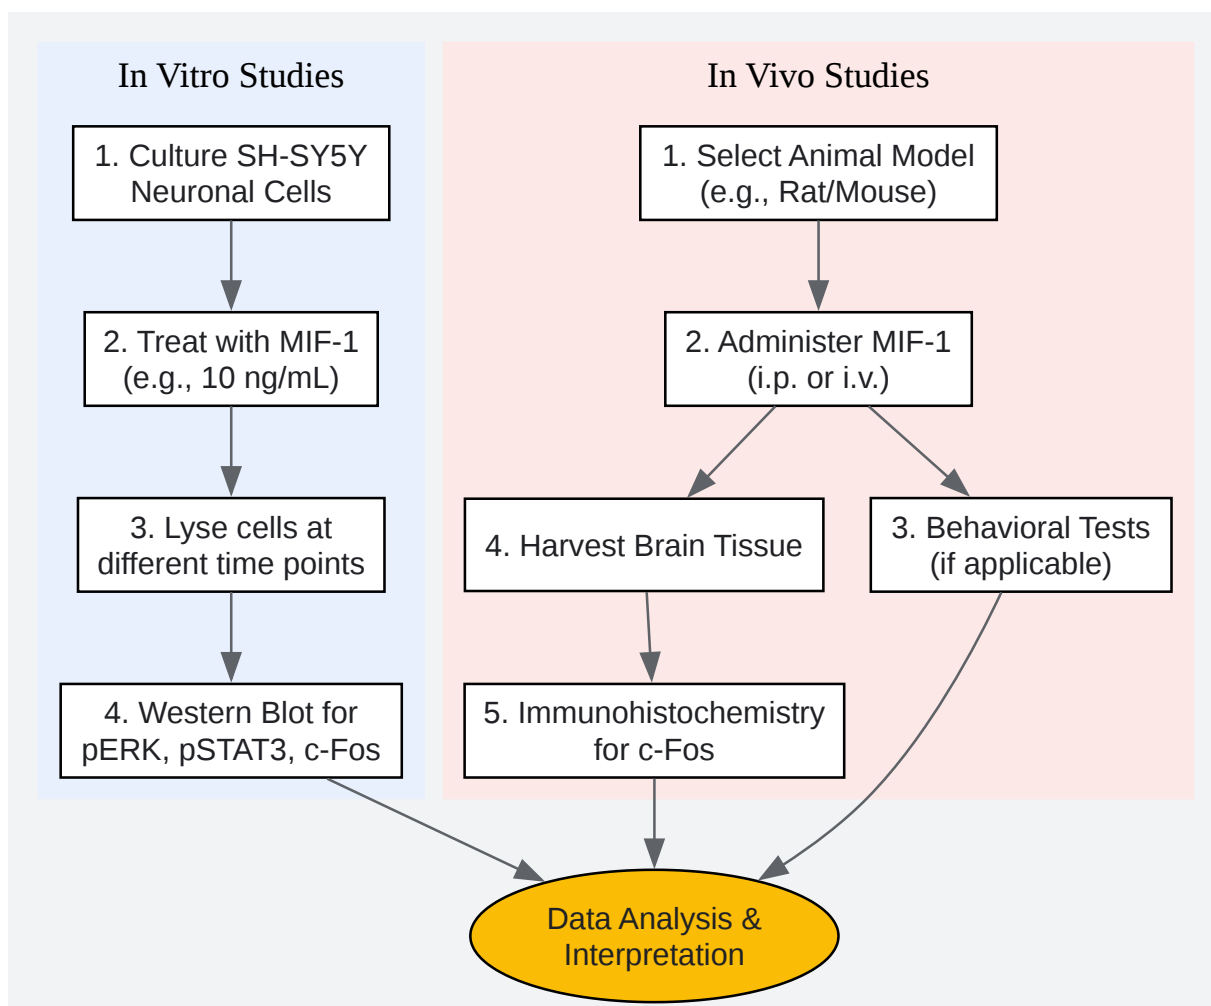 In Vitro Studies
1. Culture SH-SY5Y
Neuronal Cells
2. Treat with MIF-1
(e.g., 10 ng/mL)
3. Lyse cells at
different time points
4. Western Blot for
pERK, pSTAT3, c-Fos
In Vivo Studies
1. Select Animal Model
(e.g., Rat/Mouse)
2. Administer MIF-1
(i.p. or i.v.)
4. Harvest Brain Tissue
3. Behavioral Tests
(if applicable)
5. Immunohistochemistry
for c-Fos
Data Analysis &
Interpretation